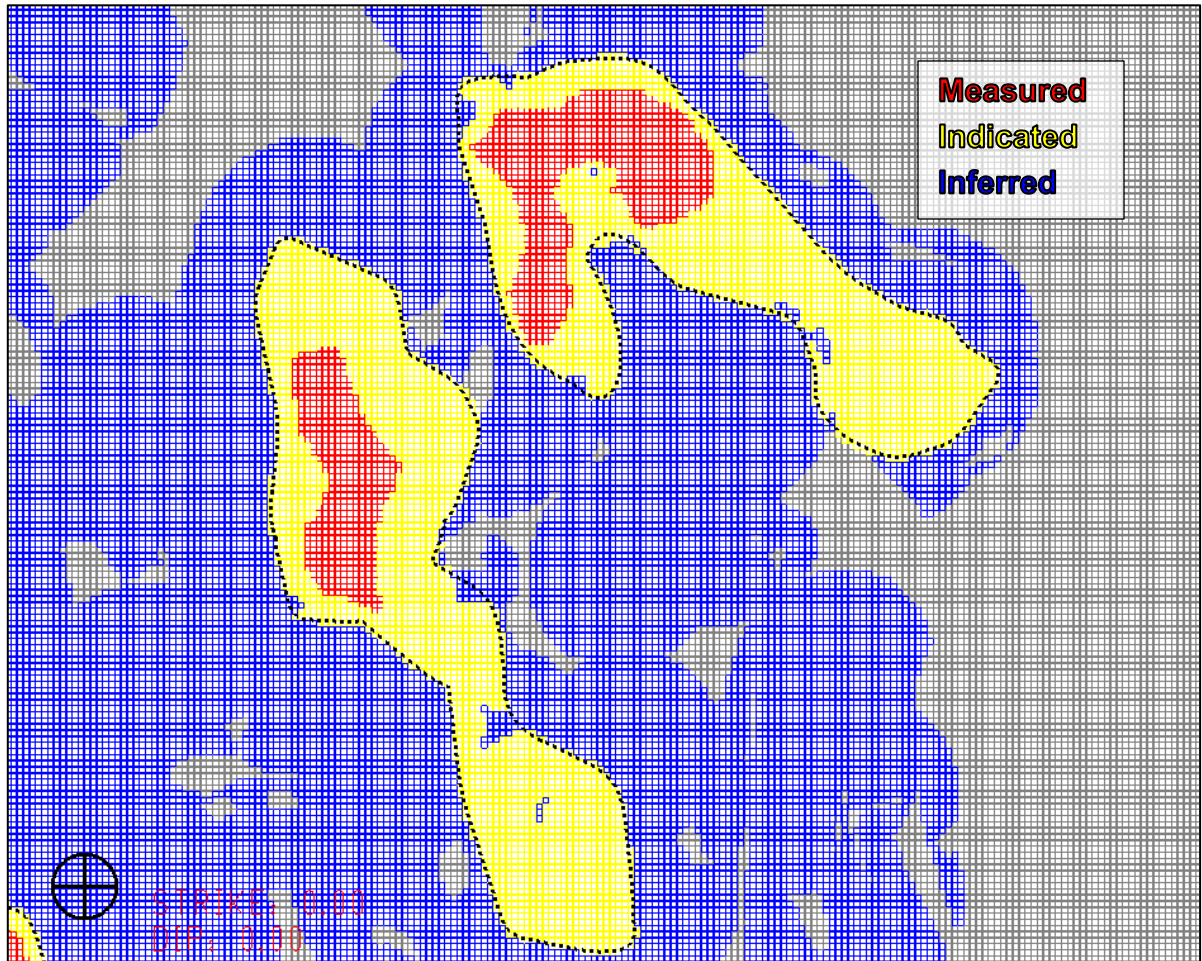 Measured
Indicated
Inferred
STRIKE: 0.00
DIP: 0.00